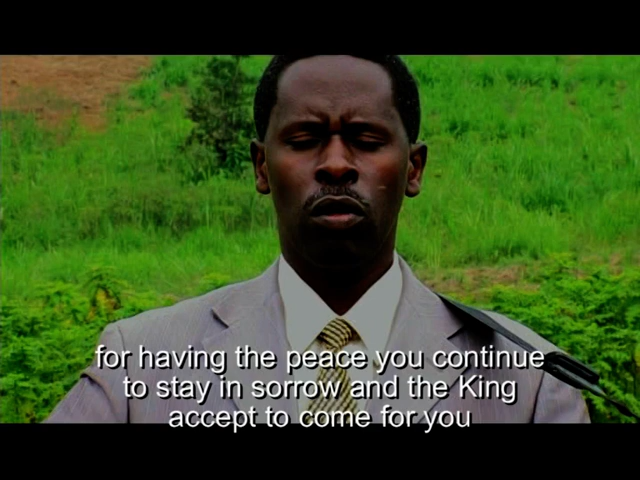 for having the peace you continue
to stay in sorrow and the King
accept to come for you